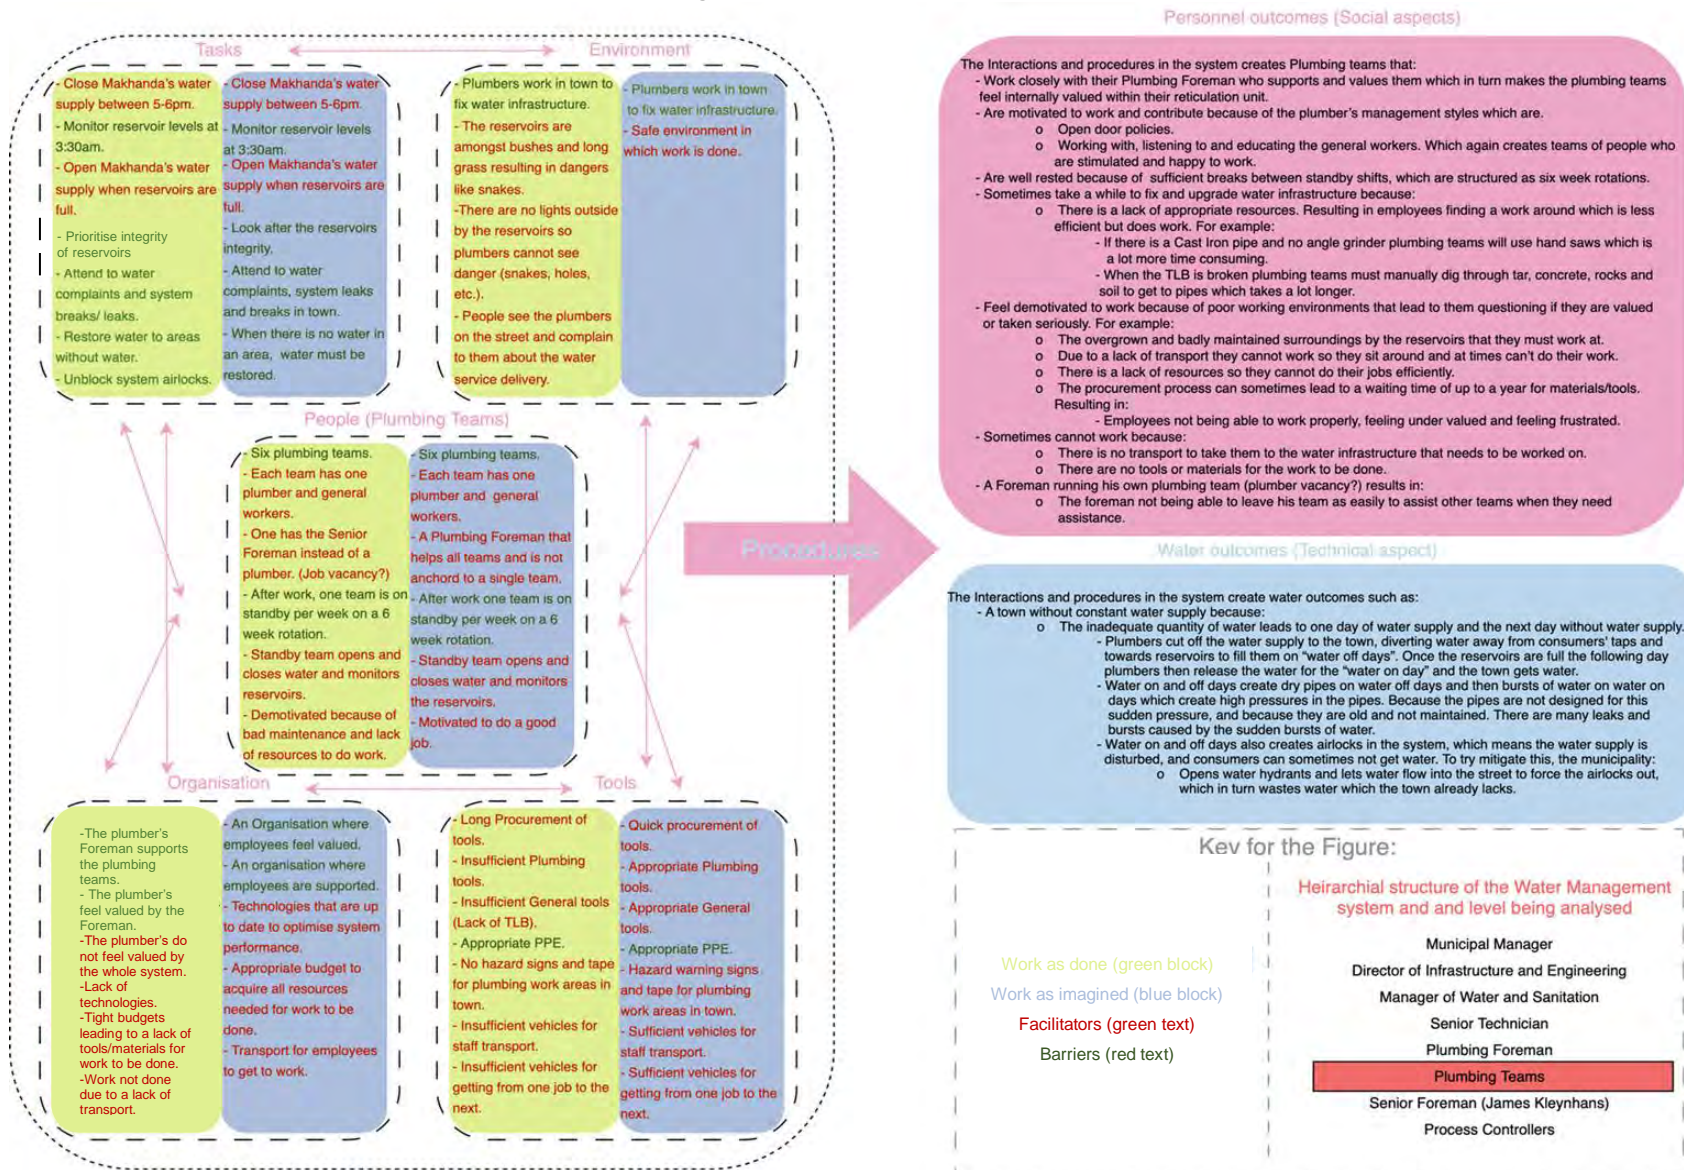 Tasks
Environment
- Close Makhanda's water
supply between 5-6pm.
- Monitor reservoir levels at
3:30am.
- Open Makhanda's water
supply when reservoirs are
full.
- Prioritise integrity
of reservoirs
- Attend to water
complaints and system
breaks/ leaks.
- Restore water to areas
without water.
- Unblock system airlocks.
- Close Makhanda's water
supply between 5-6pm.
- Monitor reservoir levels
at 3:30am.
- Open Makhanda's water
supply when reservoirs are
full.
- Look after the reservoirs
integrity.
- Attend to water
complaints, system leaks
and breaks in town.
- When there is no water in
an area, water must be
restored.
- Plumbers work in town to
fix water infrastructure.
- The reservoirs are
amongst bushes and long
grass resulting in dangers
like snakes.
-There are no lights outside
by the reservoirs so
plumbers cannot see
danger (snakes, holes,
etc.).
- People see the plumbers
on the street and complain
to them about the water
service delivery.
- Plumbers work in town
to fix water infrastructure.
- Safe environment in
which work is done.
People (Plumbing Teams)
- Six plumbing teams.
- Each team has one
plumber and general
workers.
- One has the Senior
Foreman instead of a
plumber. (Job vacancy?)
- After work, one team is on
standby per week on a 6
week rotation.
- Standby team opens and
closes water and monitors
reservoirs.
- Demotivated because of
bad maintenance and lack
of resources to do work.
- Six plumbing teams.
- Each team has one
plumber and general
workers.
- A Plumbing Foreman that
helps all teams and is not
anchord to a single team.
- After work one team is on
standby per week on a 6
week rotation.
- Standby team opens and
closes water and monitors
the reservoirs.
- Motivated to do a good
job.
Organisation
Tools
-The plumber's
Foreman supports
the plumbing
teams.
- The plumber's
feel valued by the
Foreman.
-The plumber's do
not feel valued by
the whole system.
-Lack of
technologies.
-Tight budgets
leading to a lack of
tools/materials for
work to be done.
-Work not done
due to a lack of
transport.
- An Organisation where
employees feel valued.
- An organisation where
employees are supported.
- Technologies that are up
to date to optimise system
performance.
- Appropriate budget to
acquire all resources
needed for work to be
done.
- Transport for employees
to get to work.
- Long Procurement of
tools.
- Insufficient Plumbing
tools.
- Insufficient General tools
(Lack of TLB).
- Appropriate PPE.
- No hazard signs and tape
for plumbing work areas in
town.
- Insufficient vehicles for
staff transport.
- Insufficient vehicles for
getting from one job to the
next.
- Quick procurement of
tools.
- Appropriate Plumbing
tools.
- Appropriate General
tools.
- Appropriate PPE.
- Hazard warning signs
and tape for plumbing
work areas in town.
- Sufficient vehicles for
staff transport.
- Sufficient vehicles for
getting from one job to the
next.
Procedures
Personnel outcomes (Social aspects)
The Interactions and procedures in the system creates Plumbing teams that:
- Work closely with their Plumbing Foreman who supports and values them which in turn makes the plumbing teams
feel internally valued within their reticulation unit.
- Are motivated to work and contribute because of the plumber's management styles which are.
o Open door policies.
o Working with, listening to and educating the general workers. Which again creates teams of people who
are stimulated and happy to work.
- Are well rested because of sufficient breaks between standby shifts, which are structured as six week rotations.
- Sometimes take a while to fix and upgrade water infrastructure because:
o There is a lack of appropriate resources. Resulting in employees finding a work around which is less
efficient but does work. For example:
- If there is a Cast Iron pipe and no angle grinder plumbing teams will use hand saws which is
a lot more time consuming.
- When the TLB is broken plumbing teams must manually dig through tar, concrete, rocks and
soil to get to pipes which takes a lot longer.
- Feel demotivated to work because of poor working environments that lead to them questioning if they are valued
or taken seriously. For example:
o The overgrown and badly maintained surroundings by the reservoirs that they must work at.
o Due to a lack of transport they cannot work so they sit around and at times can't do their work.
o There is a lack of resources so they cannot do their jobs efficiently.
o The procurement process can sometimes lead to a waiting time of up to a year for materials/tools.
Resulting in:
- Employees not being able to work properly, feeling under valued and feeling frustrated.
- Sometimes cannot work because:
o There is no transport to take them to the water infrastructure that needs to be worked on.
o There are no tools or materials for the work to be done.
- A Foreman running his own plumbing team (plumber vacancy?) results in:
o The foreman not being able to leave his team as easily to assist other teams when they need
assistance.
Water outcomes (Technical aspect)
The Interactions and procedures in the system create water outcomes such as:
- A town without constant water supply because:
o The inadequate quantity of water leads to one day of water supply and the next day without water supply.
- Plumbers cut off the water supply to the town, diverting water away from consumers' taps and
towards reservoirs to fill them on "water off days". Once the reservoirs are full the following day
plumbers then release the water for the "water on day" and the town gets water.
- Water on and off days create dry pipes on water off days and then bursts of water on water on
days which create high pressures in the pipes. Because the pipes are not designed for this
sudden pressure, and because they are old and not maintained. There are many leaks and
bursts caused by the sudden bursts of water.
- Water on and off days also creates airlocks in the system, which means the water supply is
disturbed, and consumers can sometimes not get water. To try mitigate this, the municipality:
o Opens water hydrants and lets water flow into the street to force the airlocks out,
which in turn wastes water which the town already lacks.
Key for the Figure:
Work as done (green block)
Work as imagined (blue block)
Facilitators (green text)
Barriers (red text)
Heirarchial structure of the Water Management
system and and level being analysed
Municipal Manager
Director of Infrastructure and Engineering
Manager of Water and Sanitation
Senior Technician
Plumbing Foreman
Plumbing Teams
Senior Foreman (James Kleynhans)
Process Controllers